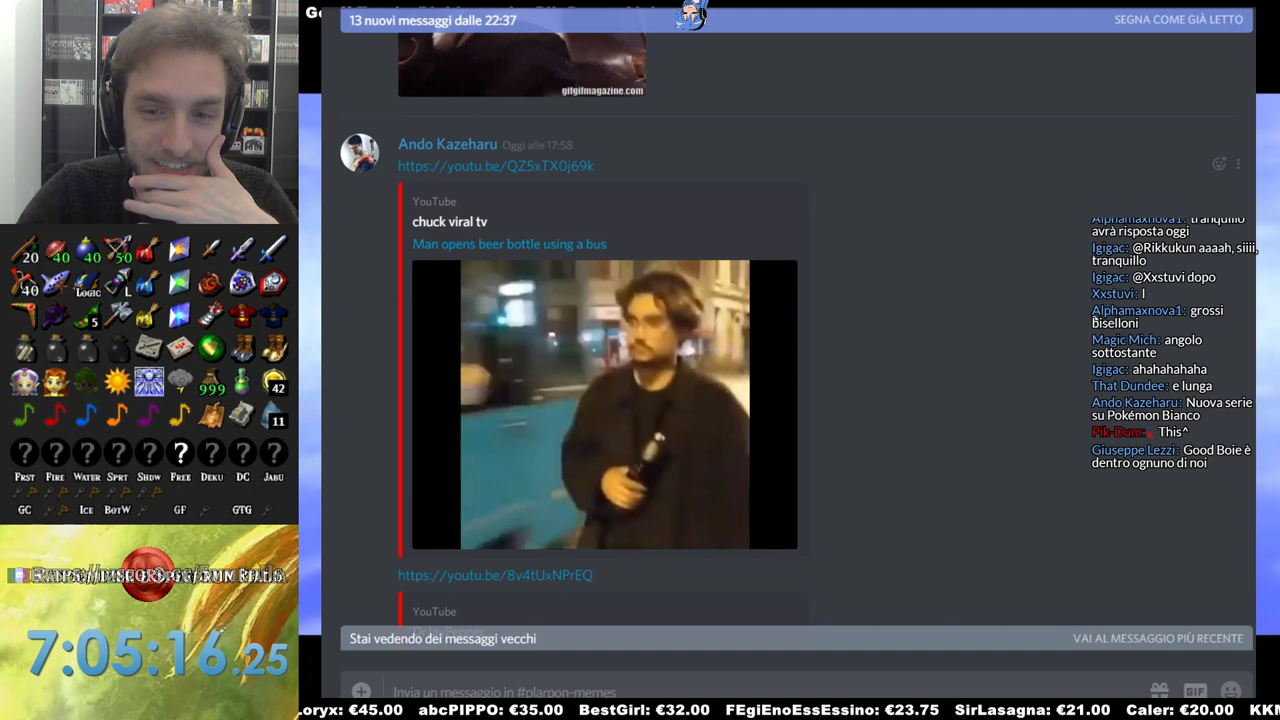 13 nuovi messaggi dalle 22:37
SEGNA COME GIÀ LETTO
gifgifmagazine.com
Ando Kazeharu Oggi alle 17:58
https://youtu.be/QZ5xTX0j69k
YouTube
chuck viral tv
Man opens beer bottle using a bus
https://youtu.be/8v4tUxNPrEQ
YouTube
Stai vedendo dei messaggi vecchi
VAI AL MESSAGGIO PIÙ RECENTE
Invia un messaggio in #plarpon-memes
GIF
Alphamaxnova1: tranquillo
avrà risposta oggi
Igigac: @Rikkukun aaaah, siiii,
tranquillo
Igigac: @Xxstuvi dopo
Xxstuvi: I
Alphamaxnova1: grossi
biselloni
Magic Mich: angolo
sottostante
Igigac: ahahahahaha
That Dundee: e lunga
Ando Kazeharu: Nuova serie
su Pokémon Bianco
Pik-Dum: This^
Giuseppe Lezzi: Good Boie è
dentro ognuno di noi
20 40 40 50
40 LOGIC L
5
999 42
11
? ? ? ? ? ? ? ? ?
FRST FIRE WATER SPRT SHDW FREE DEKU DC JABU
GC ICE BOTW GF GTG
7:05:16.25
Loryx: €45.00 abcPIPPO: €35.00 BestGirl: €32.00 FEgiEnoEssEssino: €23.75 SirLasagna: €21.00 Caler: €20.00 KKM